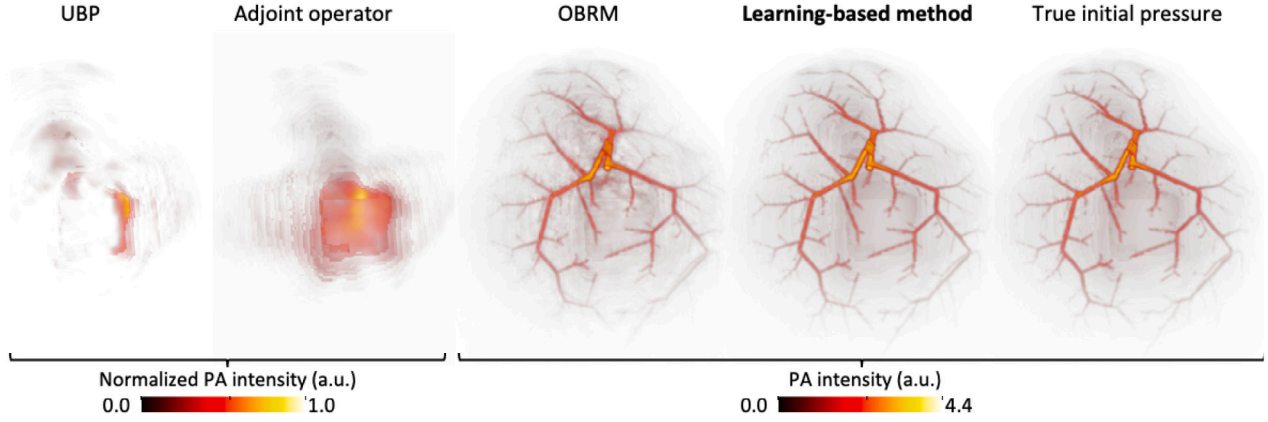 UBP
Adjoint operator
OBRM
Learning-based method
True initial pressure
Normalized PA intensity (a.u.)
0.0
1.0
PA intensity (a.u.)
0.0
4.4